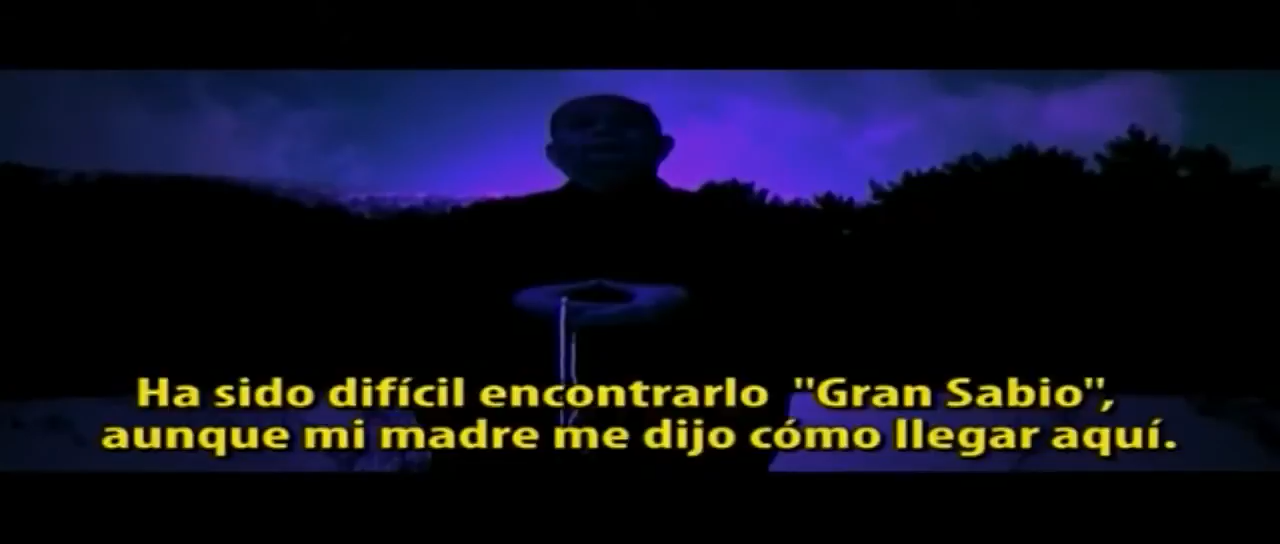 Ha sido difícil encontrarlo "Gran Sabio",
aunque mi madre me dijo cómo llegar aquí.